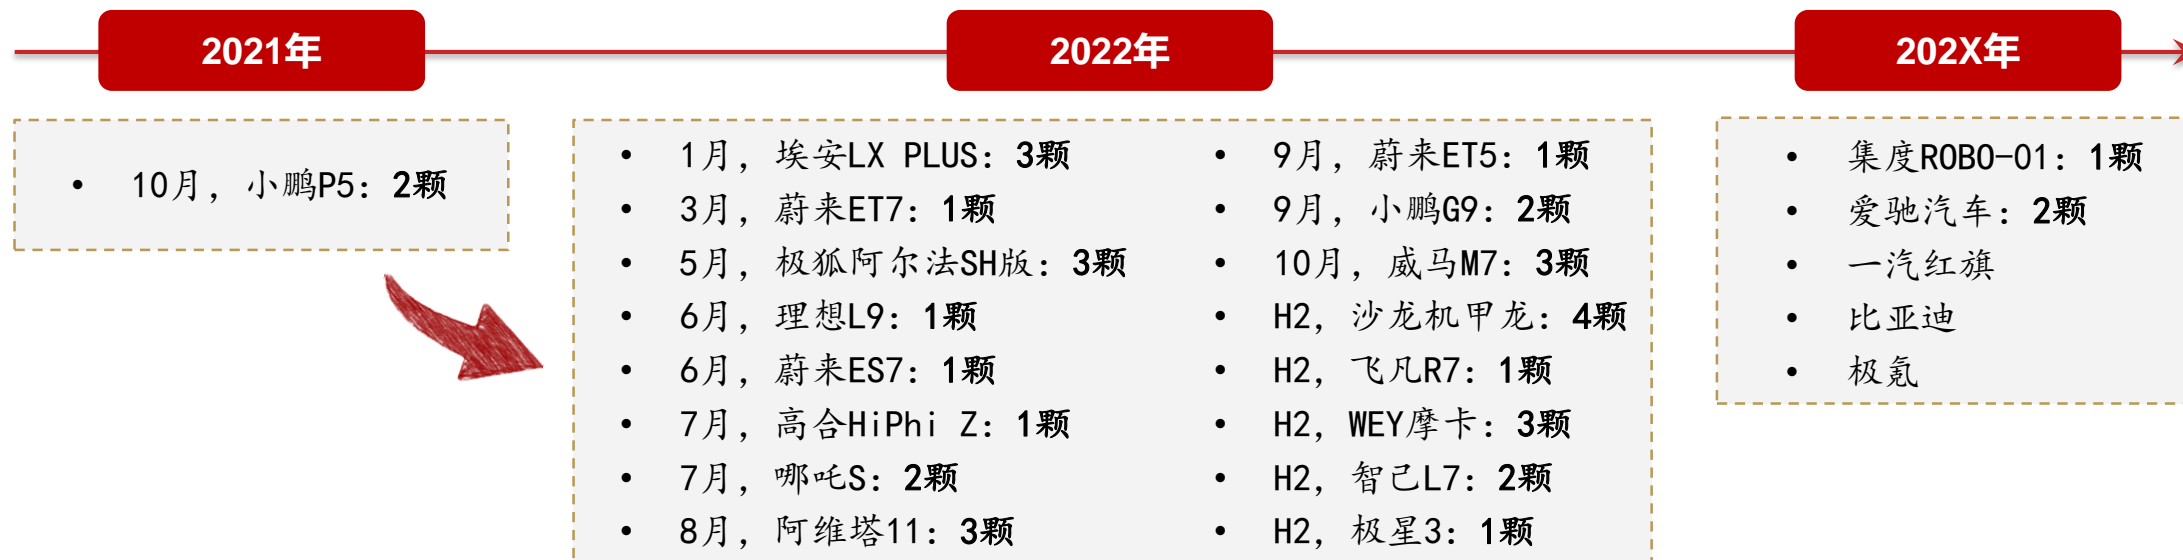 2021年
2022年
202X年
• 10月，小鹏P5：2颗
• 1月，埃安LX PLUS：3颗
• 3月，蔚来ET7：1颗
• 5月，极狐阿尔法SH版：3颗
• 6月，理想L9：1颗
• 6月，蔚来ES7：1颗
• 7月，高合HiPhi Z：1颗
• 7月，哪吒S：2颗
• 8月，阿维塔11：3颗
• 9月，蔚来ET5：1颗
• 9月，小鹏G9：2颗
• 10月，威马M7：3颗
• H2，沙龙机甲龙：4颗
• H2，飞凡R7：1颗
• H2，WEY摩卡：3颗
• H2，智己L7：2颗
• H2，极星3：1颗
• 集度ROBO-01：1颗
• 爱驰汽车：2颗
• 一汽红旗
• 比亚迪
• 极氪